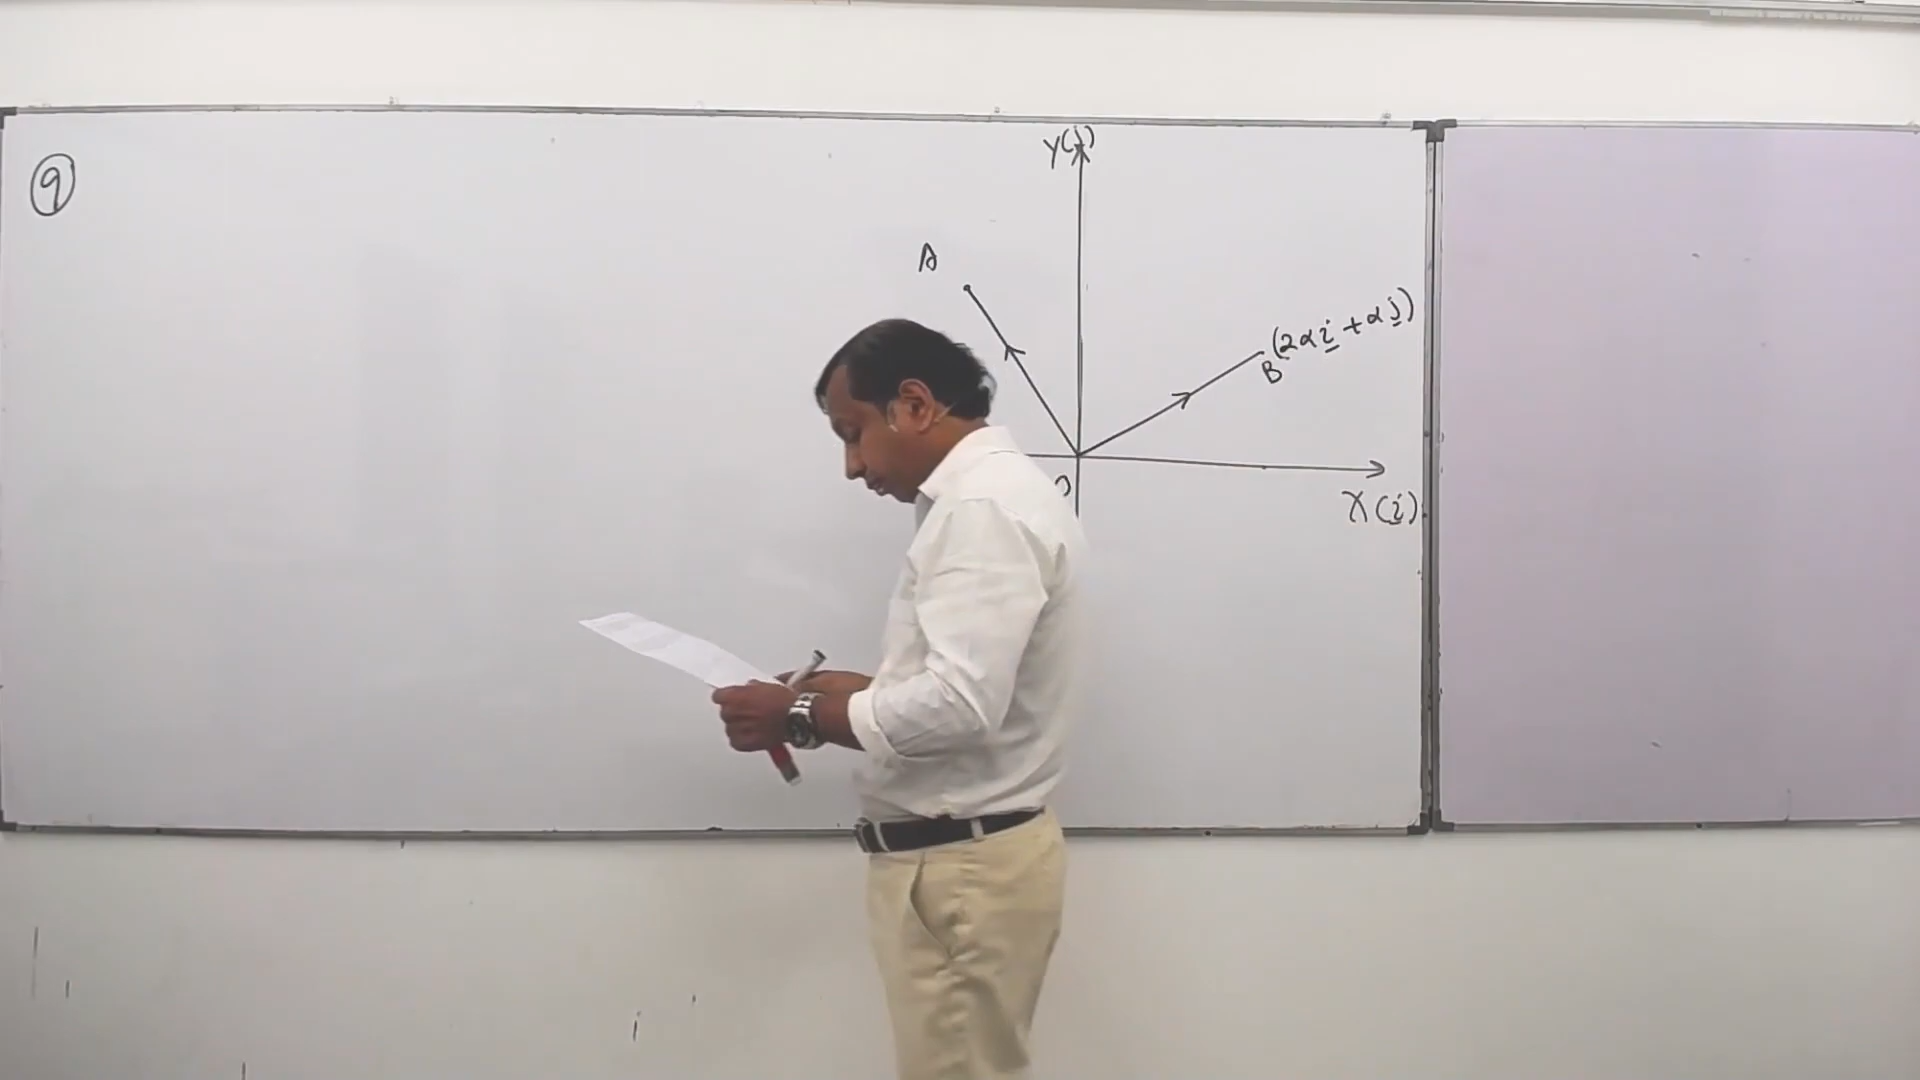 9
Y(j)
A
(2αi + αj)
B
O
X(i)